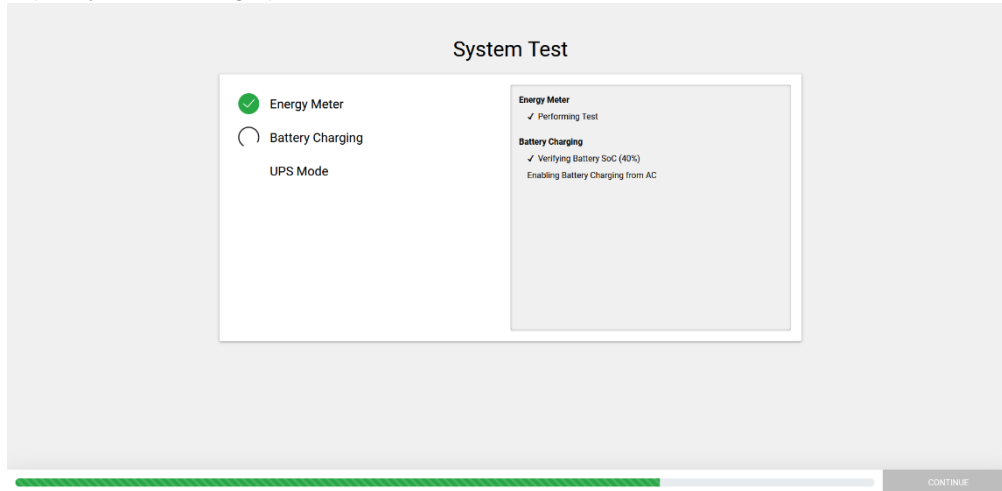 System Test
Energy Meter
Battery Charging
UPS Mode
Energy Meter
✓ Performing Test
Battery Charging
✓ Verifying Battery SoC (40%)
Enabling Battery Charging from AC
CONTINUE